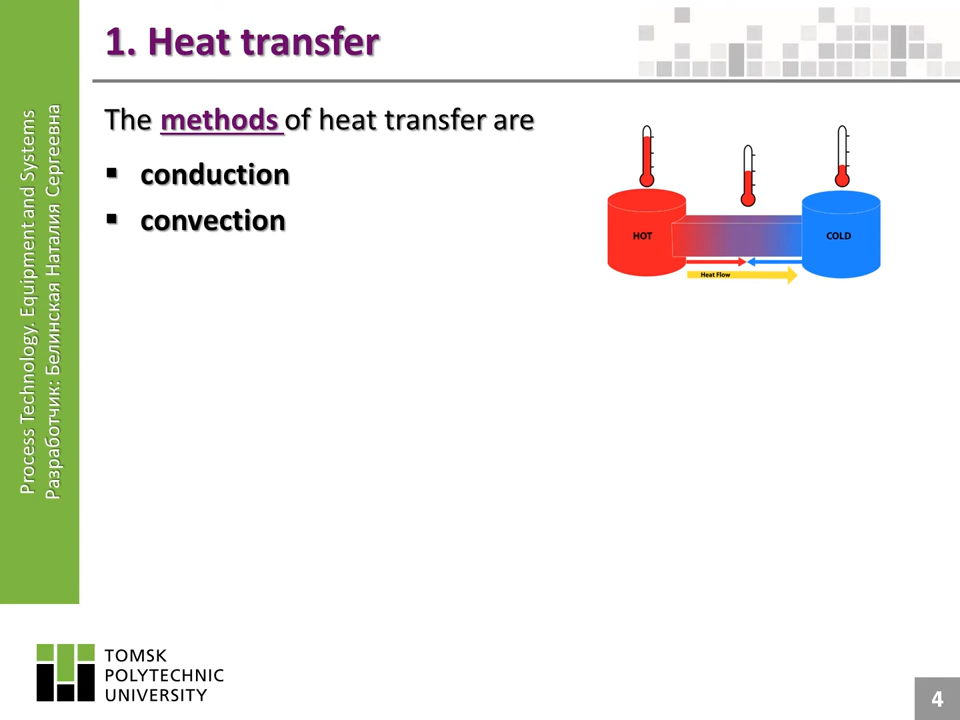 1. Heat transfer
The methods of heat transfer are
▪ conduction
▪ convection
HOT
COLD
Heat Flow
Process Technology. Equipment and Systems
Разработчик: Белинская Наталия Сергеевна
TOMSK
POLYTECHNIC
UNIVERSITY
4